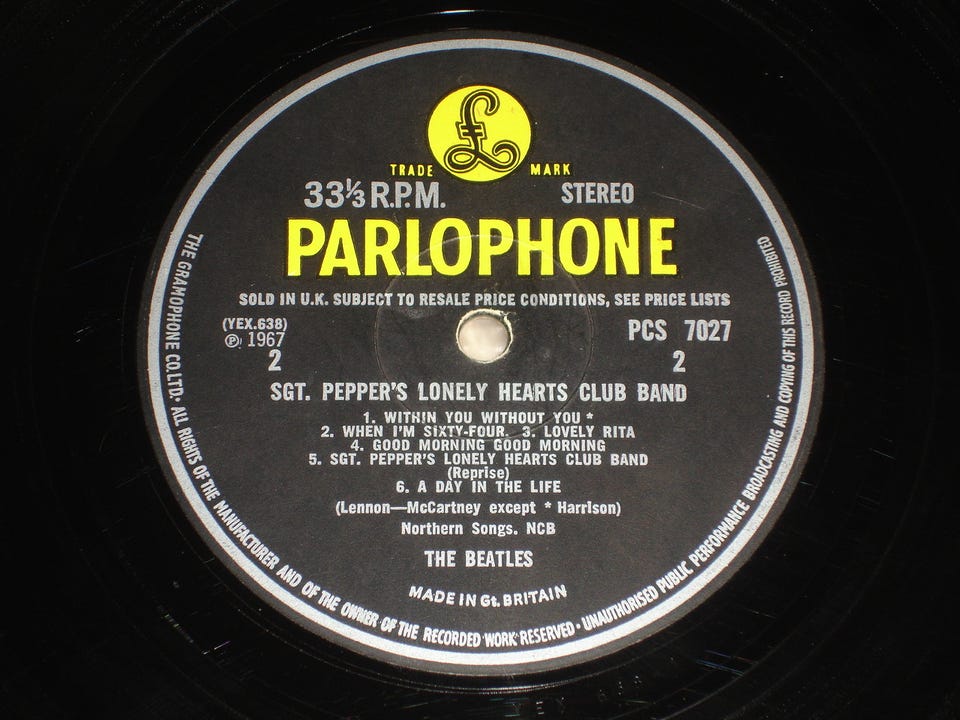 £
TRADE MARK
33⅓ R.P.M. STEREO
PARLOPHONE
SOLD IN U.K. SUBJECT TO RESALE PRICE CONDITIONS, SEE PRICE LISTS
(YEX.638) PCS 7027
℗ 1967
2 2
SGT. PEPPER'S LONELY HEARTS CLUB BAND
1. WITHIN YOU WITHOUT YOU *
2. WHEN I'M SIXTY-FOUR. 3. LOVELY RITA
4. GOOD MORNING GOOD MORNING
5. SGT. PEPPER'S LONELY HEARTS CLUB BAND
(Reprise)
6. A DAY IN THE LIFE
(Lennon—McCartney except * Harrison)
Northern Songs. NCB
THE BEATLES
MADE IN Gt. BRITAIN
THE GRAMOPHONE CO. LTD. · ALL RIGHTS OF THE MANUFACTURER AND OF THE OWNER OF THE RECORDED WORK RESERVED · UNAUTHORISED PUBLIC PERFORMANCE BROADCASTING AND COPYING OF THIS RECORD PROHIBITED